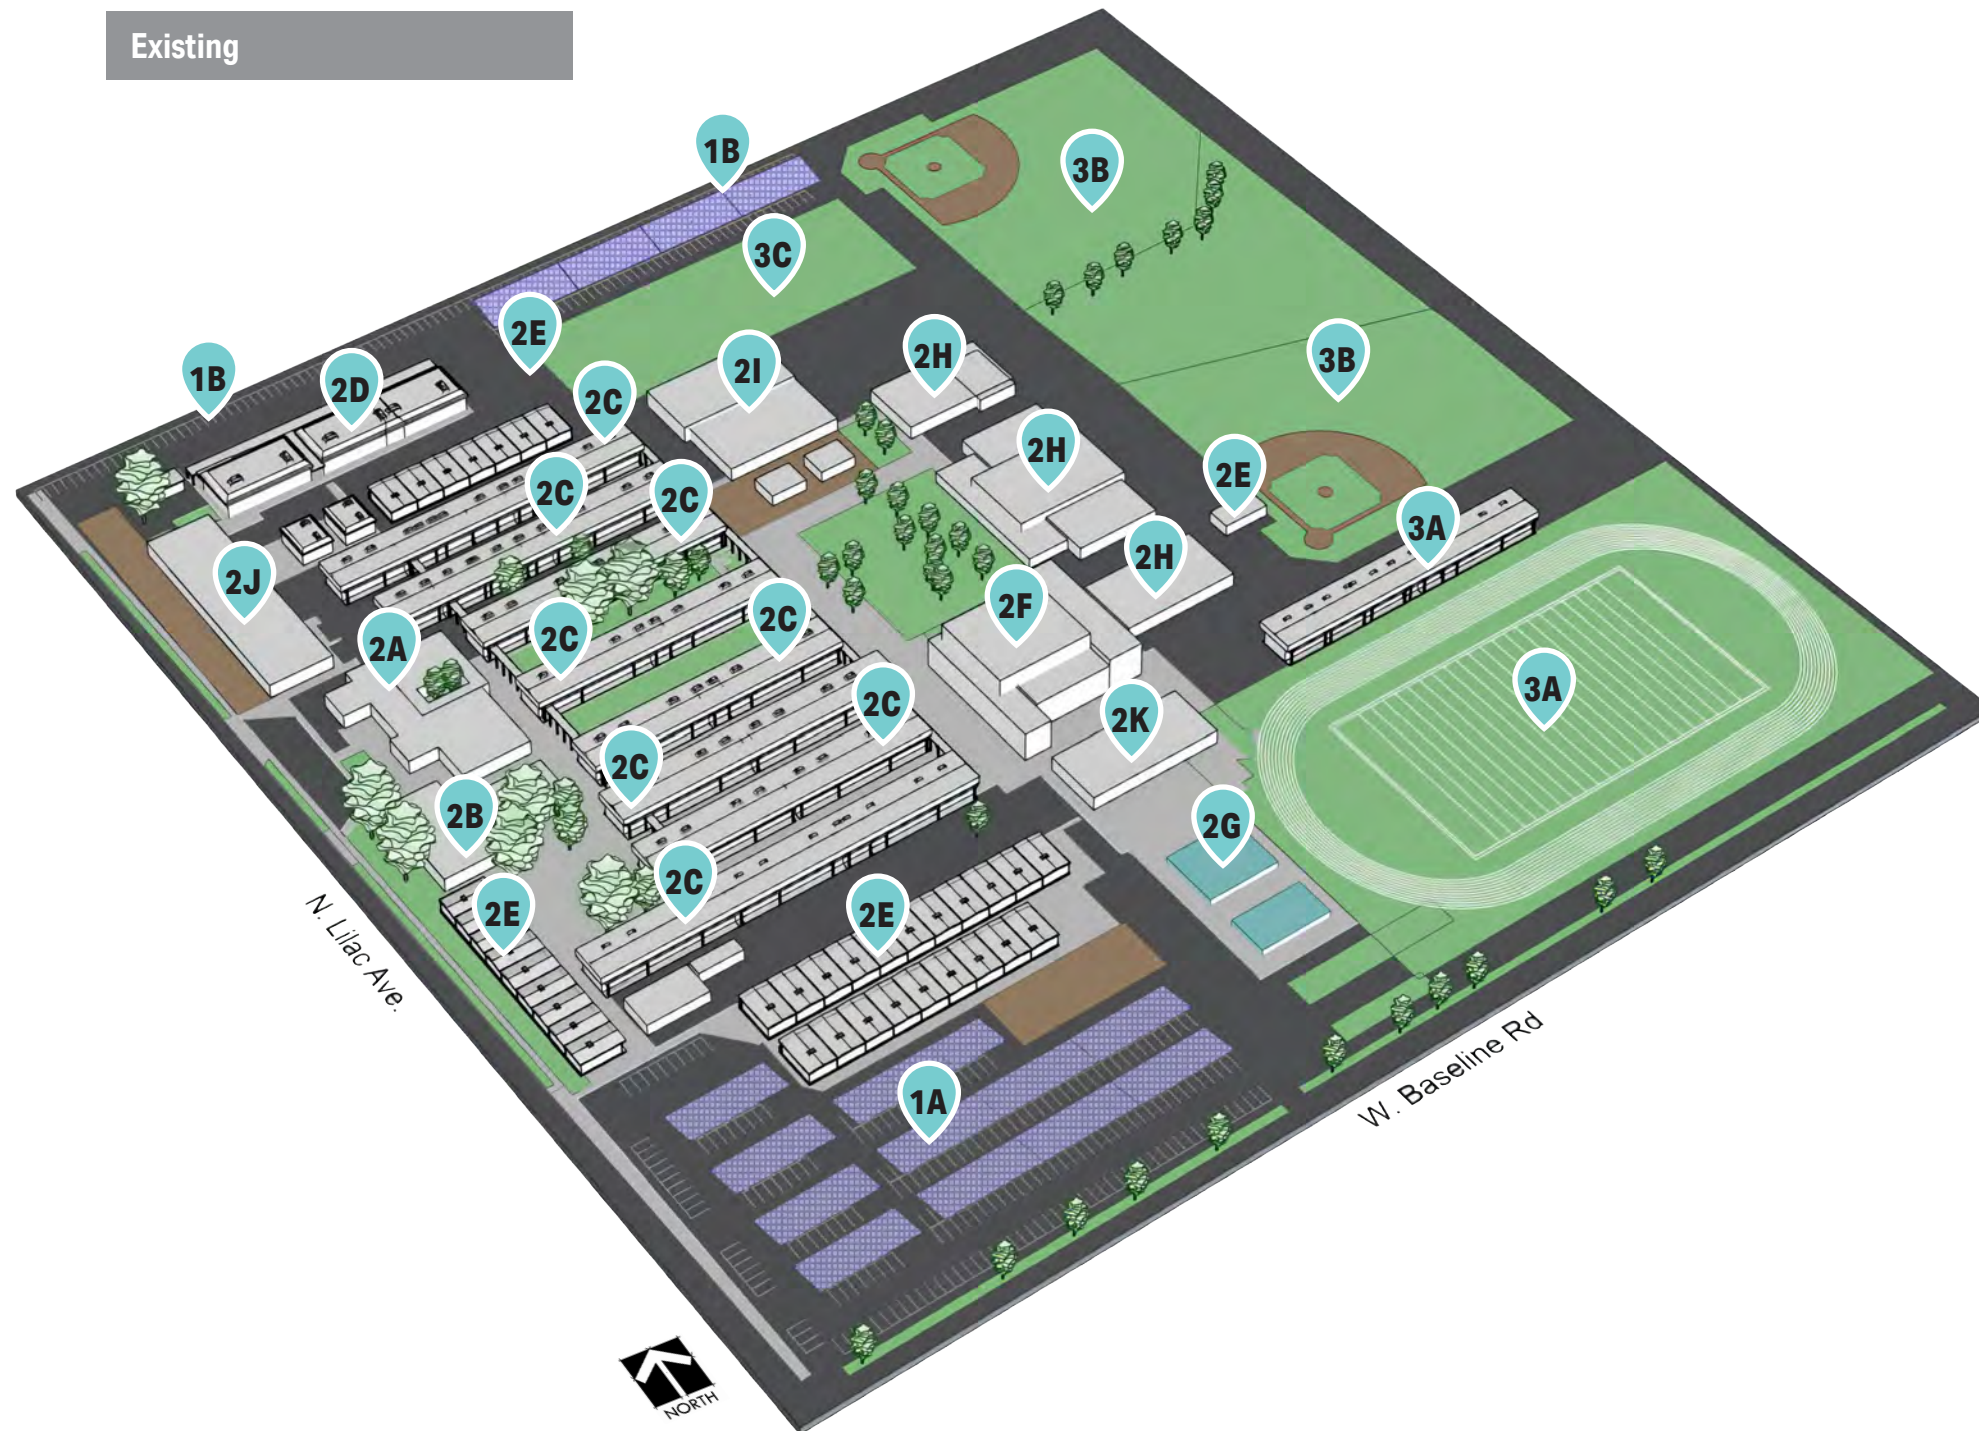 Existing
1B
3B
3C
2E
2I
2H
1B
2D
3B
2C
2H
2E
2C
2C
3A
2H
2J
2F
2C
2C
2A
3A
2C
2K
2C
2B
2G
2C
2E
2E
N. Lilac Ave.
W. Baseline Rd
1A
NORTH